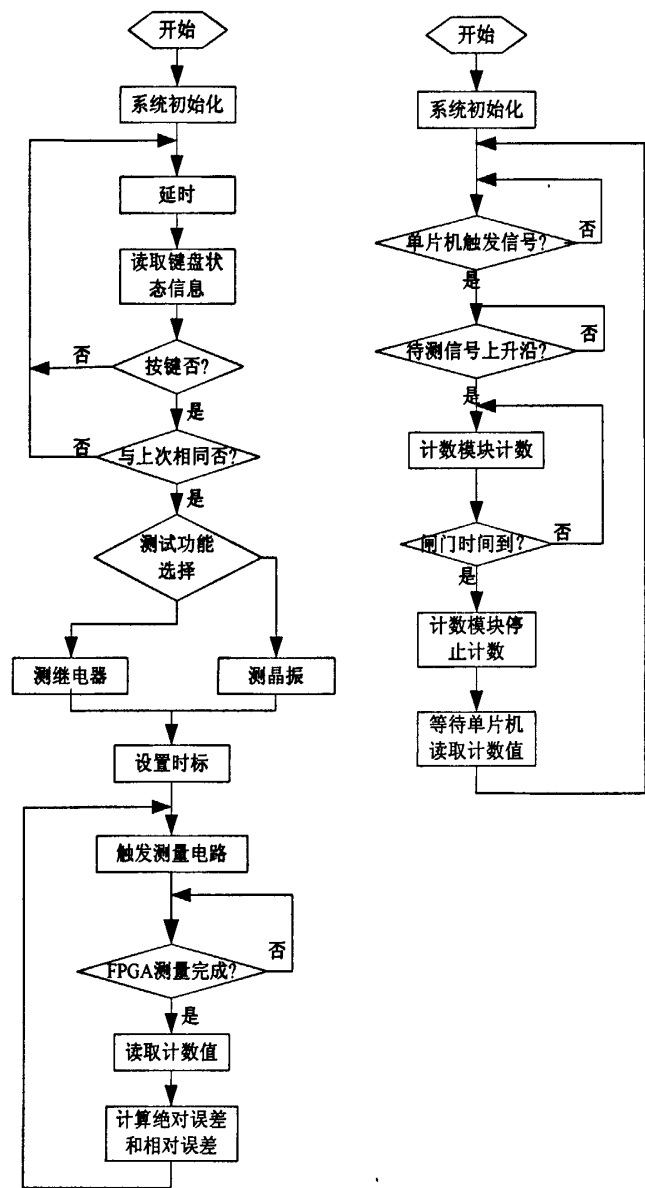 开始
系统初始化
延时
读取键盘状
态信息
否
按键否?
是
否
与上次相同否?
是
测试功能
选择
测继电器
测晶振
设置时标
触发测量电路
否
FPGA测量完成?
是
读取计数值
计算绝对误差
和相对误差
开始
系统初始化
单片机触发信号?
否
是
待测信号上升沿?
否
是
计数模块计数
闸门时间到?
否
是
计数模块停
止计数
等待单片机
读取计数值